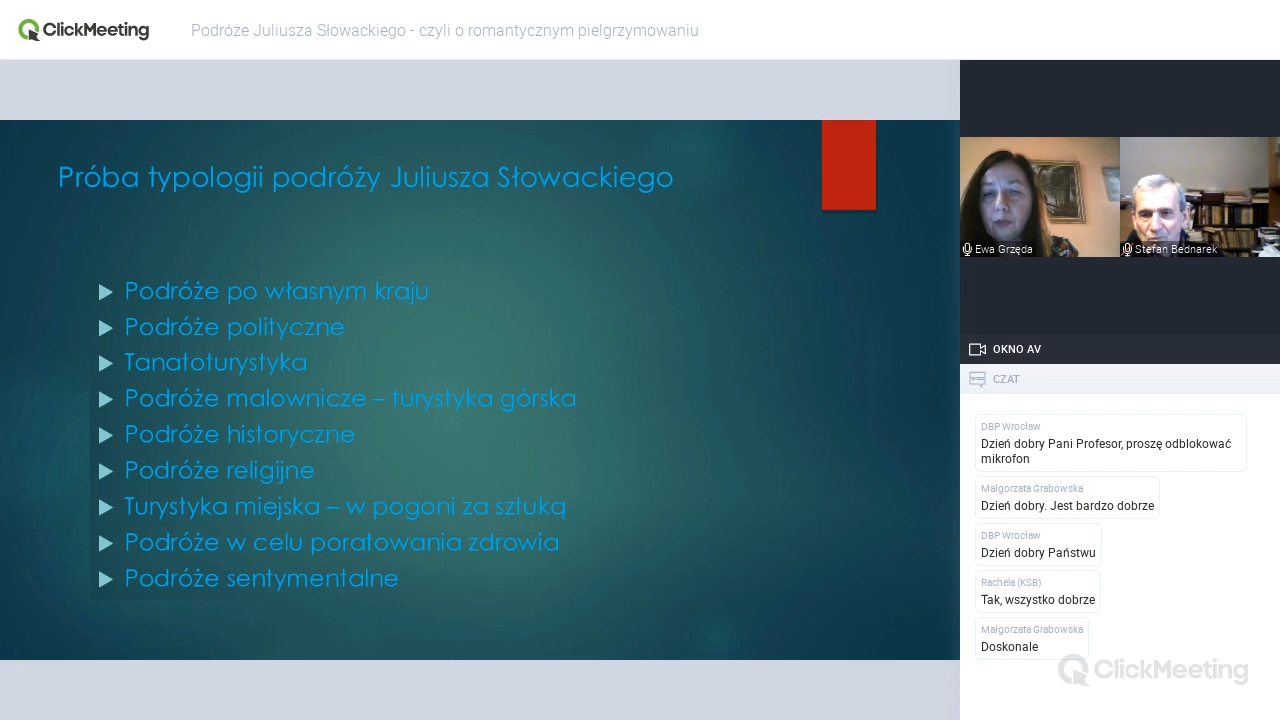 ClickMeeting
Podróże Juliusza Słowackiego - czyli o romantycznym pielgrzymowaniu
Próba typologii podróży Juliusza Słowackiego
Podróże po własnym kraju
Podróże polityczne
Tanatoturystyka
Podróże malownicze – turystyka górska
Podróże historyczne
Podróże religijne
Turystyka miejska – w pogoni za sztuką
Podróże w celu poratowania zdrowia
Podróże sentymentalne
Ewa Grzęda
Stefan Bednarek
OKNO AV
CZAT
DBP Wrocław
Dzień dobry Pani Profesor, proszę odblokować
mikrofon
Małgorzata Grabowska
Dzień dobry. Jest bardzo dobrze
DBP Wrocław
Dzień dobry Państwu
Rachela (KSB)
Tak, wszystko dobrze
Małgorzata Grabowska
Doskonale
ClickMeeting